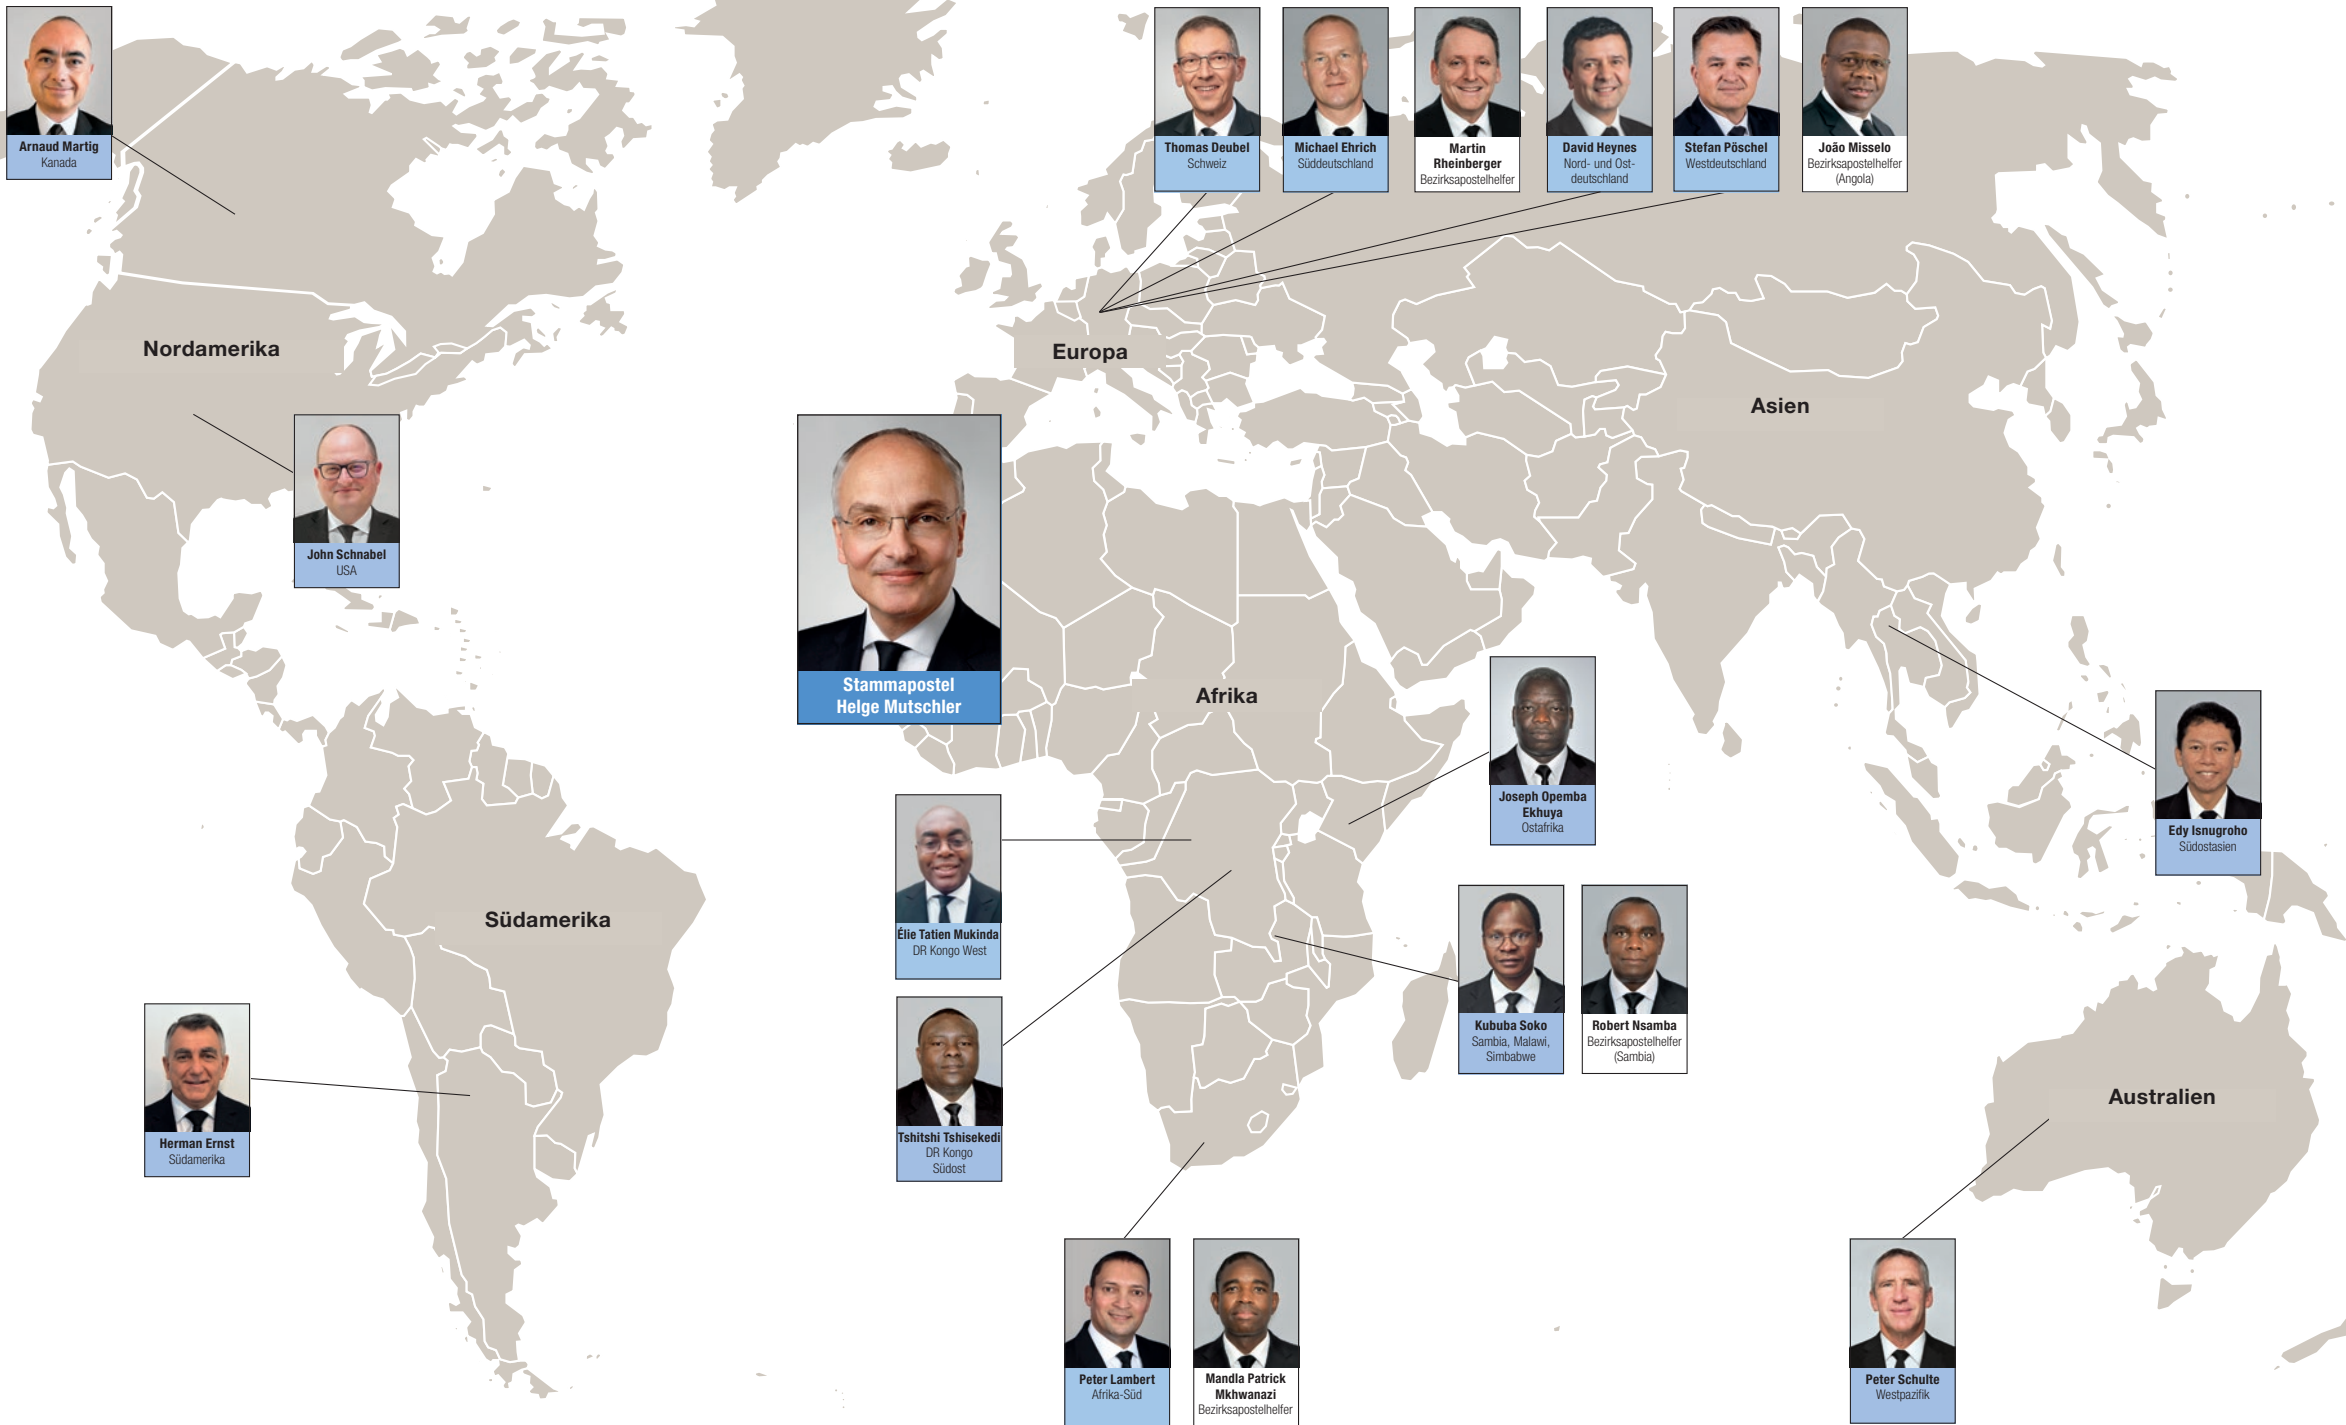 Arnaud Martig
Kanada
Thomas Deubel
Schweiz
Michael Ehrich
Süddeutschland
Martin
Rheinberger
Bezirksapostelhelfer
David Heynes
Nord- und Ost-
deutschland
Stefan Pöschel
Westdeutschland
João Misselo
Bezirksapostelhelfer
(Angola)
Nordamerika
Europa
Asien
John Schnabel
USA
Stammapostel
Helge Mutschler
Afrika
Joseph Opemba
Ekhuya
Ostafrika
Edy Isnugroho
Südostasien
Südamerika
Élie Tatien Mukinda
DR Kongo West
Kububa Soko
Sambia, Malawi,
Simbabwe
Robert Nsamba
Bezirksapostelhelfer
(Sambia)
Herman Ernst
Südamerika
Tshitshi Tshisekedi
DR Kongo
Südost
Australien
Peter Lambert
Afrika-Süd
Mandla Patrick
Mkhwanazi
Bezirksapostelhelfer
Peter Schulte
Westpazifik